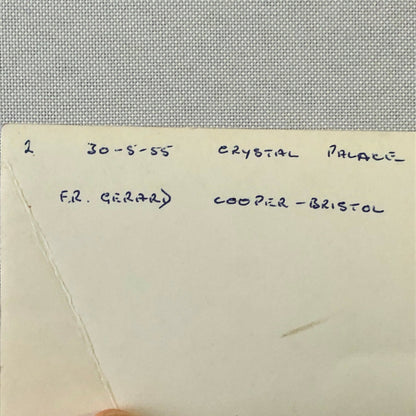 2 30-5-55 CRYSTAL PALACE
F.R. GERARD COOPER-BRISTOL